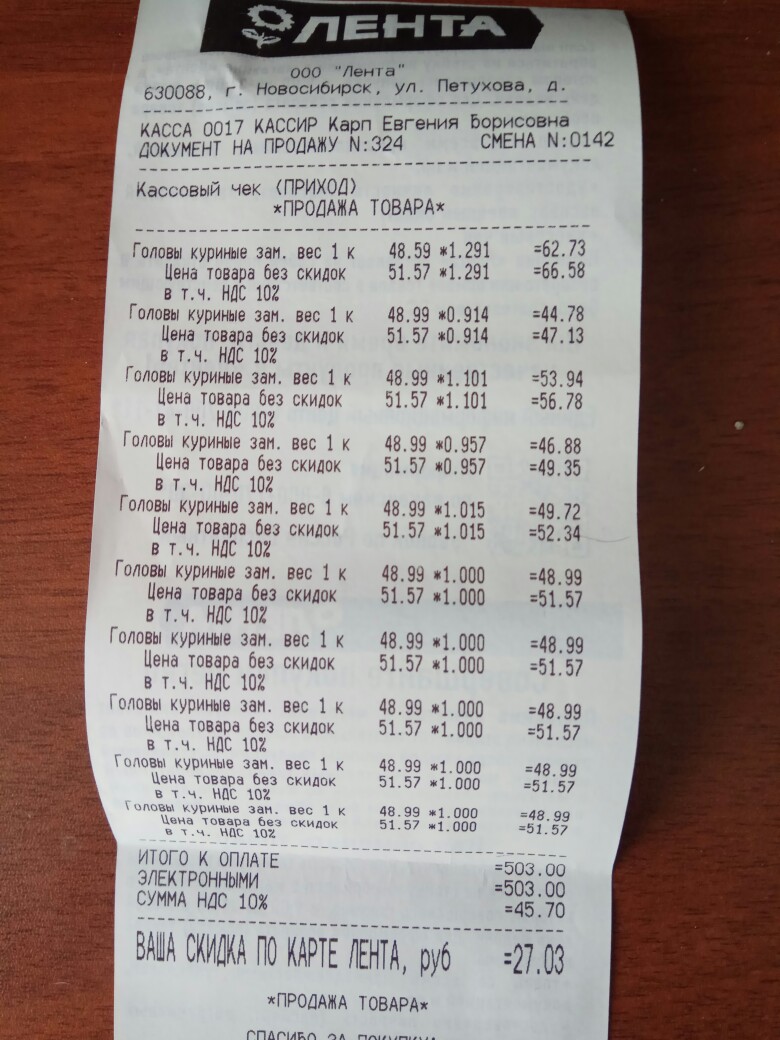 ЛЕНТА
ООО "Лента"
630088, г. Новосибирск, ул. Петухова, д.
КАССА 0017 КАССИР Карп Евгения Борисовна
ДОКУМЕНТ НА ПРОДАЖУ N:324 СМЕНА N:0142
Кассовый чек (ПРИХОД)
*ПРОДАЖА ТОВАРА*
Головы куриные зам. вес 1 к 48.59 *1.291 =62.73
Цена товара без скидок 51.57 *1.291 =66.58
в т.ч. НДС 10%
Головы куриные зам. вес 1 к 48.99 *0.914 =44.78
Цена товара без скидок 51.57 *0.914 =47.13
в т.ч. НДС 10%
Головы куриные зам. вес 1 к 48.99 *1.101 =53.94
Цена товара без скидок 51.57 *1.101 =56.78
в т.ч. НДС 10%
Головы куриные зам. вес 1 к 48.99 *0.957 =46.88
Цена товара без скидок 51.57 *0.957 =49.35
в т.ч. НДС 10%
Головы куриные зам. вес 1 к 48.99 *1.015 =49.72
Цена товара без скидок 51.57 *1.015 =52.34
в т.ч. НДС 10%
Головы куриные зам. вес 1 к 48.99 *1.000 =48.99
Цена товара без скидок 51.57 *1.000 =51.57
в т.ч. НДС 10%
Головы куриные зам. вес 1 к 48.99 *1.000 =48.99
Цена товара без скидок 51.57 *1.000 =51.57
в т.ч. НДС 10%
Головы куриные зам. вес 1 к 48.99 *1.000 =48.99
Цена товара без скидок 51.57 *1.000 =51.57
в т.ч. НДС 10%
Головы куриные зам. вес 1 к 48.99 *1.000 =48.99
Цена товара без скидок 51.57 *1.000 =51.57
в т.ч. НДС 10%
Головы куриные зам. вес 1 к 48.99 *1.000 =48.99
Цена товара без скидок 51.57 *1.000 =51.57
в т.ч. НДС 10%
ИТОГО К ОПЛАТЕ =503.00
ЭЛЕКТРОННЫМИ =503.00
СУММА НДС 10% =45.70
ВАША СКИДКА ПО КАРТЕ ЛЕНТА, руб =27.03
*ПРОДАЖА ТОВАРА*
СПАСИБО ЗА ПОКУПКУ!